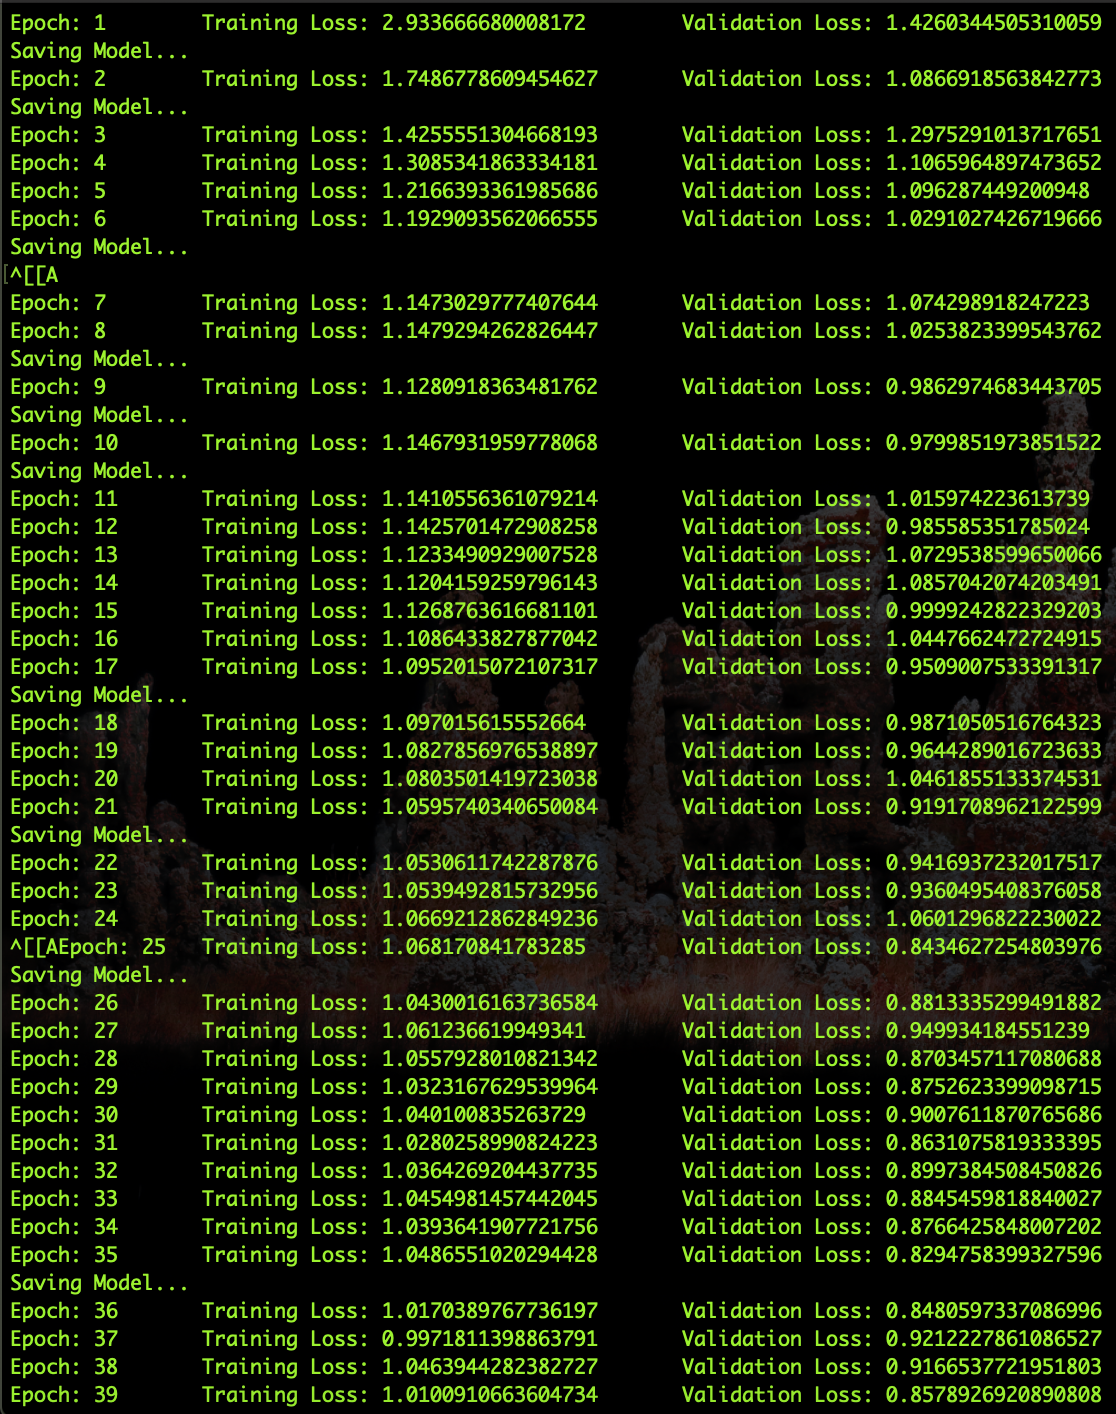 Epoch: 1 Training Loss: 2.933666680008172 Validation Loss: 1.4260344505310059
Saving Model...
Epoch: 2 Training Loss: 1.7486778609454627 Validation Loss: 1.0866918563842773
Saving Model...
Epoch: 3 Training Loss: 1.4255551304668193 Validation Loss: 1.2975291013717651
Epoch: 4 Training Loss: 1.3085341863334181 Validation Loss: 1.1065964897473652
Epoch: 5 Training Loss: 1.2166393361985686 Validation Loss: 1.096287449200948
Epoch: 6 Training Loss: 1.1929093562066555 Validation Loss: 1.0291027426719666
Saving Model...
[^[[A
Epoch: 7 Training Loss: 1.1473029777407644 Validation Loss: 1.074298918247223
Epoch: 8 Training Loss: 1.1479294262826447 Validation Loss: 1.0253823399543762
Saving Model...
Epoch: 9 Training Loss: 1.1280918363481762 Validation Loss: 0.9862974683443705
Saving Model...
Epoch: 10 Training Loss: 1.1467931959778068 Validation Loss: 0.9799851973851522
Saving Model...
Epoch: 11 Training Loss: 1.1410556361079214 Validation Loss: 1.015974223613739
Epoch: 12 Training Loss: 1.1425701472908258 Validation Loss: 0.985585351785024
Epoch: 13 Training Loss: 1.1233490929007528 Validation Loss: 1.0729538599650066
Epoch: 14 Training Loss: 1.1204159259796143 Validation Loss: 1.0857042074203491
Epoch: 15 Training Loss: 1.1268763616681101 Validation Loss: 0.9999242822329203
Epoch: 16 Training Loss: 1.1086433827877042 Validation Loss: 1.0447662472724915
Epoch: 17 Training Loss: 1.0952015072107317 Validation Loss: 0.9509007533391317
Saving Model...
Epoch: 18 Training Loss: 1.097015615552664 Validation Loss: 0.9871050516764323
Epoch: 19 Training Loss: 1.0827856976538897 Validation Loss: 0.9644289016723633
Epoch: 20 Training Loss: 1.0803501419723038 Validation Loss: 1.0461855133374531
Epoch: 21 Training Loss: 1.0595740340650084 Validation Loss: 0.9191708962122599
Saving Model...
Epoch: 22 Training Loss: 1.0530611742287876 Validation Loss: 0.9416937232017517
Epoch: 23 Training Loss: 1.0539492815732956 Validation Loss: 0.9360495408376058
Epoch: 24 Training Loss: 1.0669212862849236 Validation Loss: 1.0601296822230022
^[[AEpoch: 25 Training Loss: 1.068170841783285 Validation Loss: 0.8434627254803976
Saving Model...
Epoch: 26 Training Loss: 1.0430016163736584 Validation Loss: 0.8813335299491882
Epoch: 27 Training Loss: 1.061236619949341 Validation Loss: 0.949934184551239
Epoch: 28 Training Loss: 1.0557928010821342 Validation Loss: 0.8703457117080688
Epoch: 29 Training Loss: 1.0323167629539964 Validation Loss: 0.8752623399098715
Epoch: 30 Training Loss: 1.040100835263729 Validation Loss: 0.9007611870765686
Epoch: 31 Training Loss: 1.0280258990824223 Validation Loss: 0.8631075819333395
Epoch: 32 Training Loss: 1.0364269204437735 Validation Loss: 0.8997384508450826
Epoch: 33 Training Loss: 1.0454981457442045 Validation Loss: 0.8845459818840027
Epoch: 34 Training Loss: 1.0393641907721756 Validation Loss: 0.8766425848007202
Epoch: 35 Training Loss: 1.0486551020294428 Validation Loss: 0.8294758399327596
Saving Model...
Epoch: 36 Training Loss: 1.0170389767736197 Validation Loss: 0.8480597337086996
Epoch: 37 Training Loss: 0.9971811398863791 Validation Loss: 0.9212227861086527
Epoch: 38 Training Loss: 1.0463944282382727 Validation Loss: 0.9166537721951803
Epoch: 39 Training Loss: 1.0100910663604734 Validation Loss: 0.8578926920890808